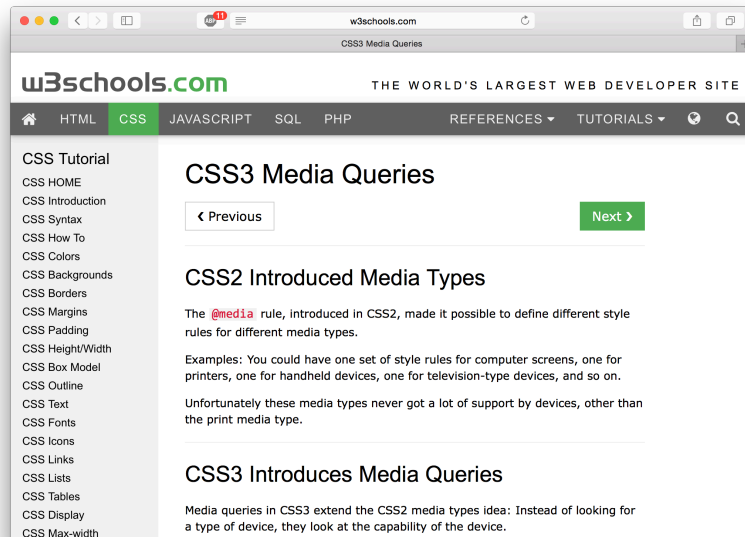 ABP 11
w3schools.com
CSS3 Media Queries
w3schools.com
THE WORLD'S LARGEST WEB DEVELOPER SITE
HTML CSS JAVASCRIPT SQL PHP REFERENCES TUTORIALS
CSS Tutorial
CSS HOME
CSS Introduction
CSS Syntax
CSS How To
CSS Colors
CSS Backgrounds
CSS Borders
CSS Margins
CSS Padding
CSS Height/Width
CSS Box Model
CSS Outline
CSS Text
CSS Fonts
CSS Icons
CSS Links
CSS Lists
CSS Tables
CSS Display
CSS Max-width
CSS3 Media Queries
❮ Previous
Next ❯
CSS2 Introduced Media Types
The @media rule, introduced in CSS2, made it possible to define different style
rules for different media types.
Examples: You could have one set of style rules for computer screens, one for
printers, one for handheld devices, one for television-type devices, and so on.
Unfortunately these media types never got a lot of support by devices, other than
the print media type.
CSS3 Introduces Media Queries
Media queries in CSS3 extend the CSS2 media types idea: Instead of looking for
a type of device, they look at the capability of the device.